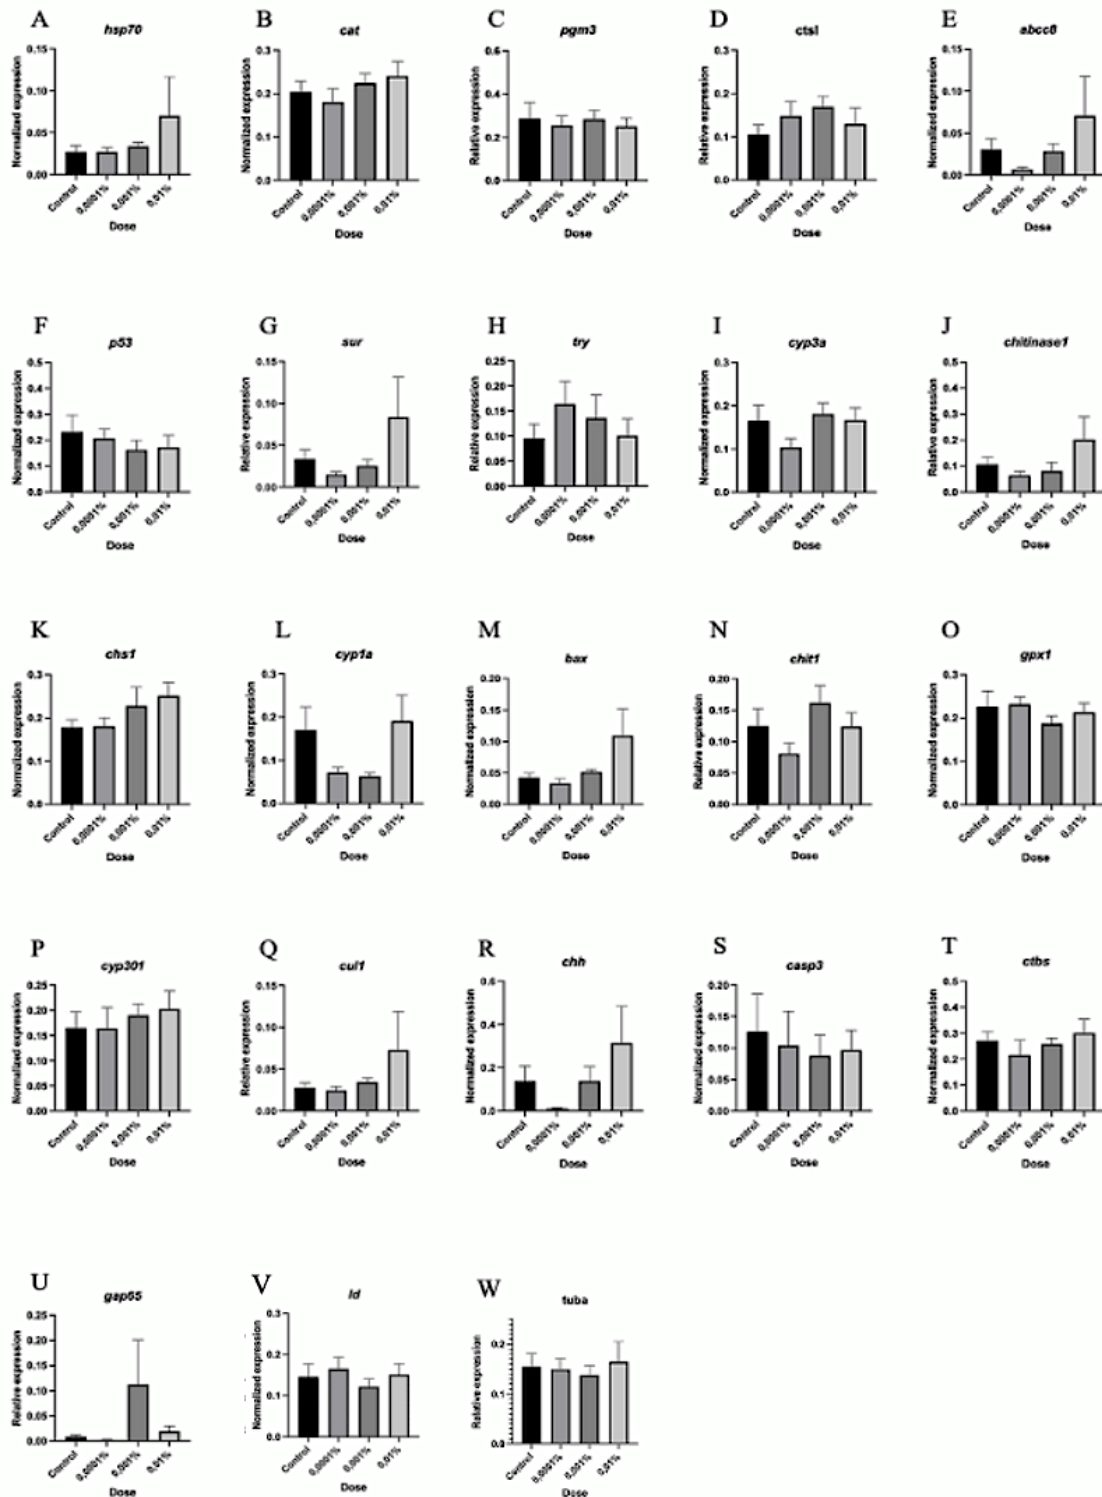 A
hsp70
Normalized expression
0.15
0.10
0.05
0.00
Control
0,0001%
0,001%
0,01%
Dose
B
cat
Normalized expression
0.3
0.2
0.1
0.0
Control
0,0001%
0,001%
0,01%
Dose
C
pgm3
Relative expression
0.6
0.4
0.2
0.0
Control
0,0001%
0,001%
0,01%
Dose
D
ctsl
Relative expression
0.3
0.2
0.1
0.0
Control
0,0001%
0,001%
0,01%
Dose
E
abcc8
Normalized expression
0.15
0.10
0.05
0.00
Control
0,0001%
0,001%
0,01%
Dose
F
p53
Normalized expression
0.5
0.4
0.3
0.2
0.1
0.0
Control
0,0001%
0,001%
0,01%
Dose
G
sur
Relative expression
0.15
0.10
0.05
0.00
Control
0,0001%
0,001%
0,01%
Dose
H
try
Relative expression
0.25
0.20
0.15
0.10
0.05
0.00
Control
0,0001%
0,001%
0,01%
Dose
I
cyp3a
Normalized expression
0.3
0.2
0.1
0.0
Control
0,0001%
0,001%
0,01%
Dose
J
chitinase1
Relative expression
0.5
0.4
0.3
0.2
0.1
0.0
Control
0,0001%
0,001%
0,01%
Dose
K
chs1
Normalized expression
0.3
0.2
0.1
0.0
Control
0,0001%
0,001%
0,01%
Dose
L
cyp1a
Normalized expression
0.3
0.2
0.1
0.0
Control
0,0001%
0,001%
0,01%
Dose
M
bax
Normalized expression
0.20
0.15
0.10
0.05
0.00
Control
0,0001%
0,001%
0,01%
Dose
N
chit1
Relative expression
0.20
0.15
0.10
0.05
0.00
Control
0,0001%
0,001%
0,01%
Dose
O
gpx1
Normalized expression
0.3
0.2
0.1
0.0
Control
0,0001%
0,001%
0,01%
Dose
P
cyp301
Normalized expression
0.25
0.20
0.15
0.10
0.05
0.00
Control
0,0001%
0,001%
0,01%
Dose
Q
cul1
Relative expression
0.15
0.10
0.05
0.00
Control
0,0001%
0,001%
0,01%
Dose
R
chh
Normalized expression
0.6
0.4
0.2
0.0
Control
0,0001%
0,001%
0,01%
Dose
S
casp3
Normalized expression
0.20
0.15
0.10
0.05
0.00
Control
0,0001%
0,001%
0,01%
Dose
T
ctbs
Normalized expression
0.5
0.4
0.3
0.2
0.1
0.0
Control
0,0001%
0,001%
0,01%
Dose
U
gap65
Relative expression
0.25
0.20
0.15
0.10
0.05
0.00
Control
0,0001%
0,001%
0,01%
Dose
V
ld
Normalized expression
0.3
0.2
0.1
0.0
Control
0,0001%
0,001%
0,01%
Dose
W
tuba
Relative expression
0.2
0.1
0.0
Control
0,0001%
0,001%
0,01%
Dose